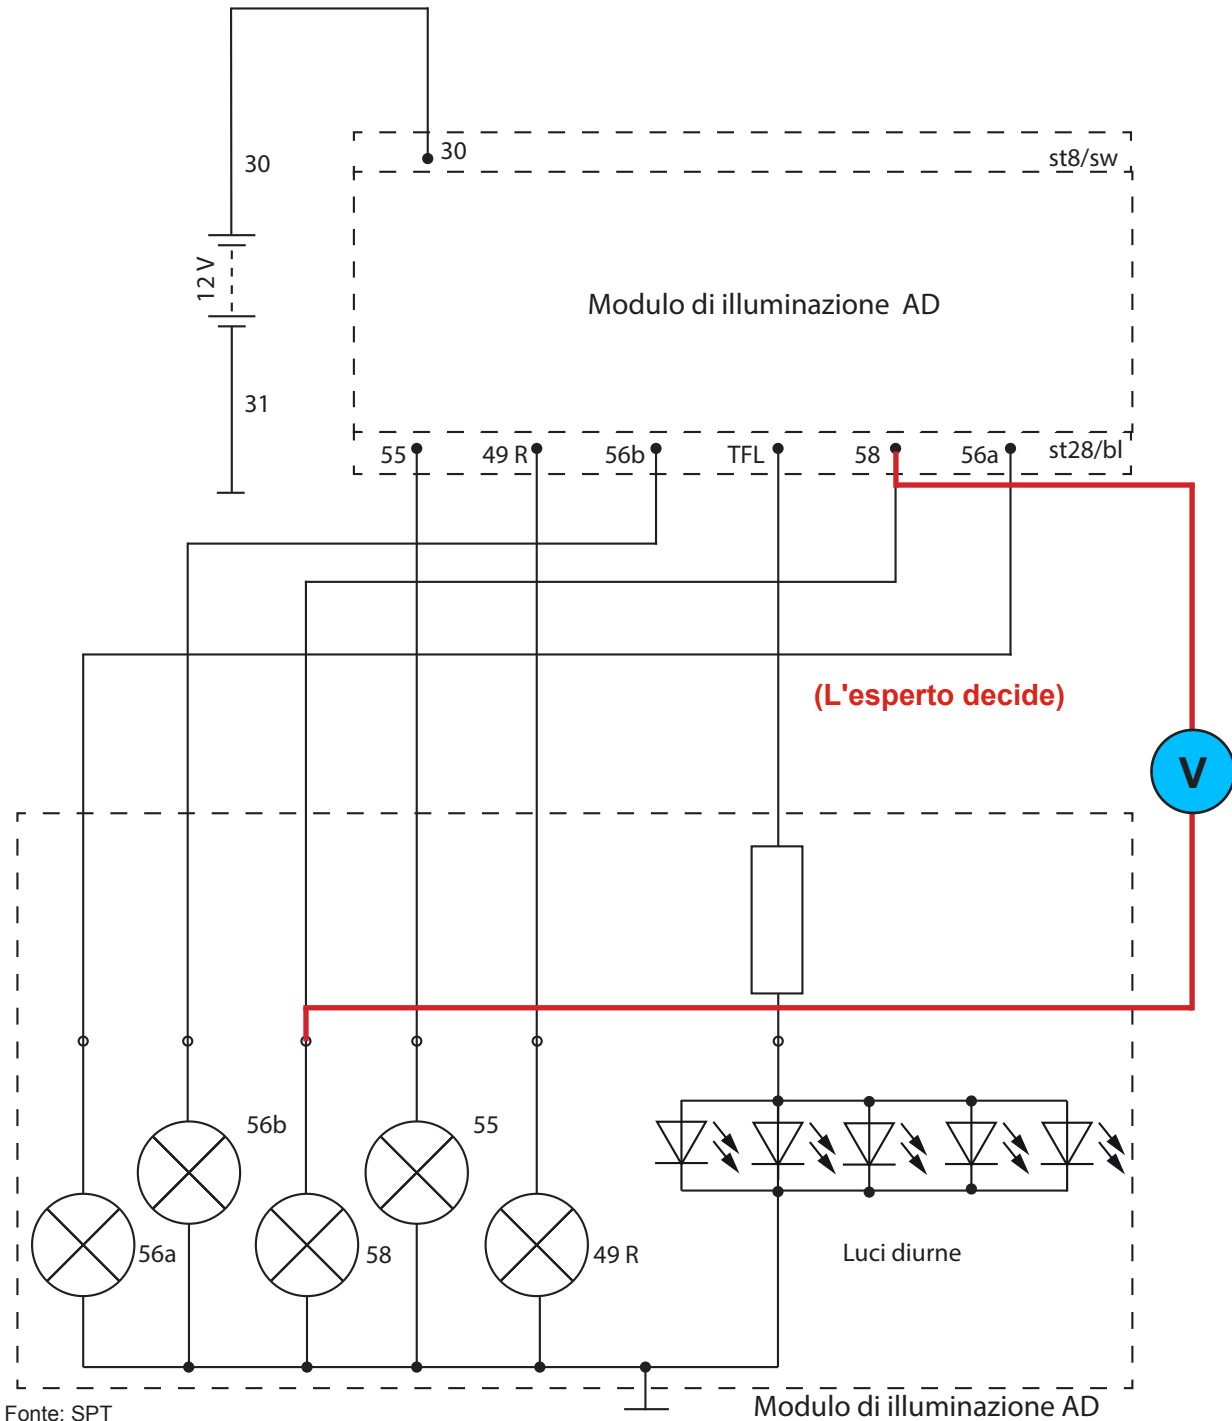 30
30
st8/sw
12 V
Modulo di illuminazione AD
31
55
49 R
56b
TFL
58
56a
st28/bl
(L'esperto decide)
V
56b
55
56a
58
49 R
Luci diurne
Modulo di illuminazione AD
Fonte: SPT